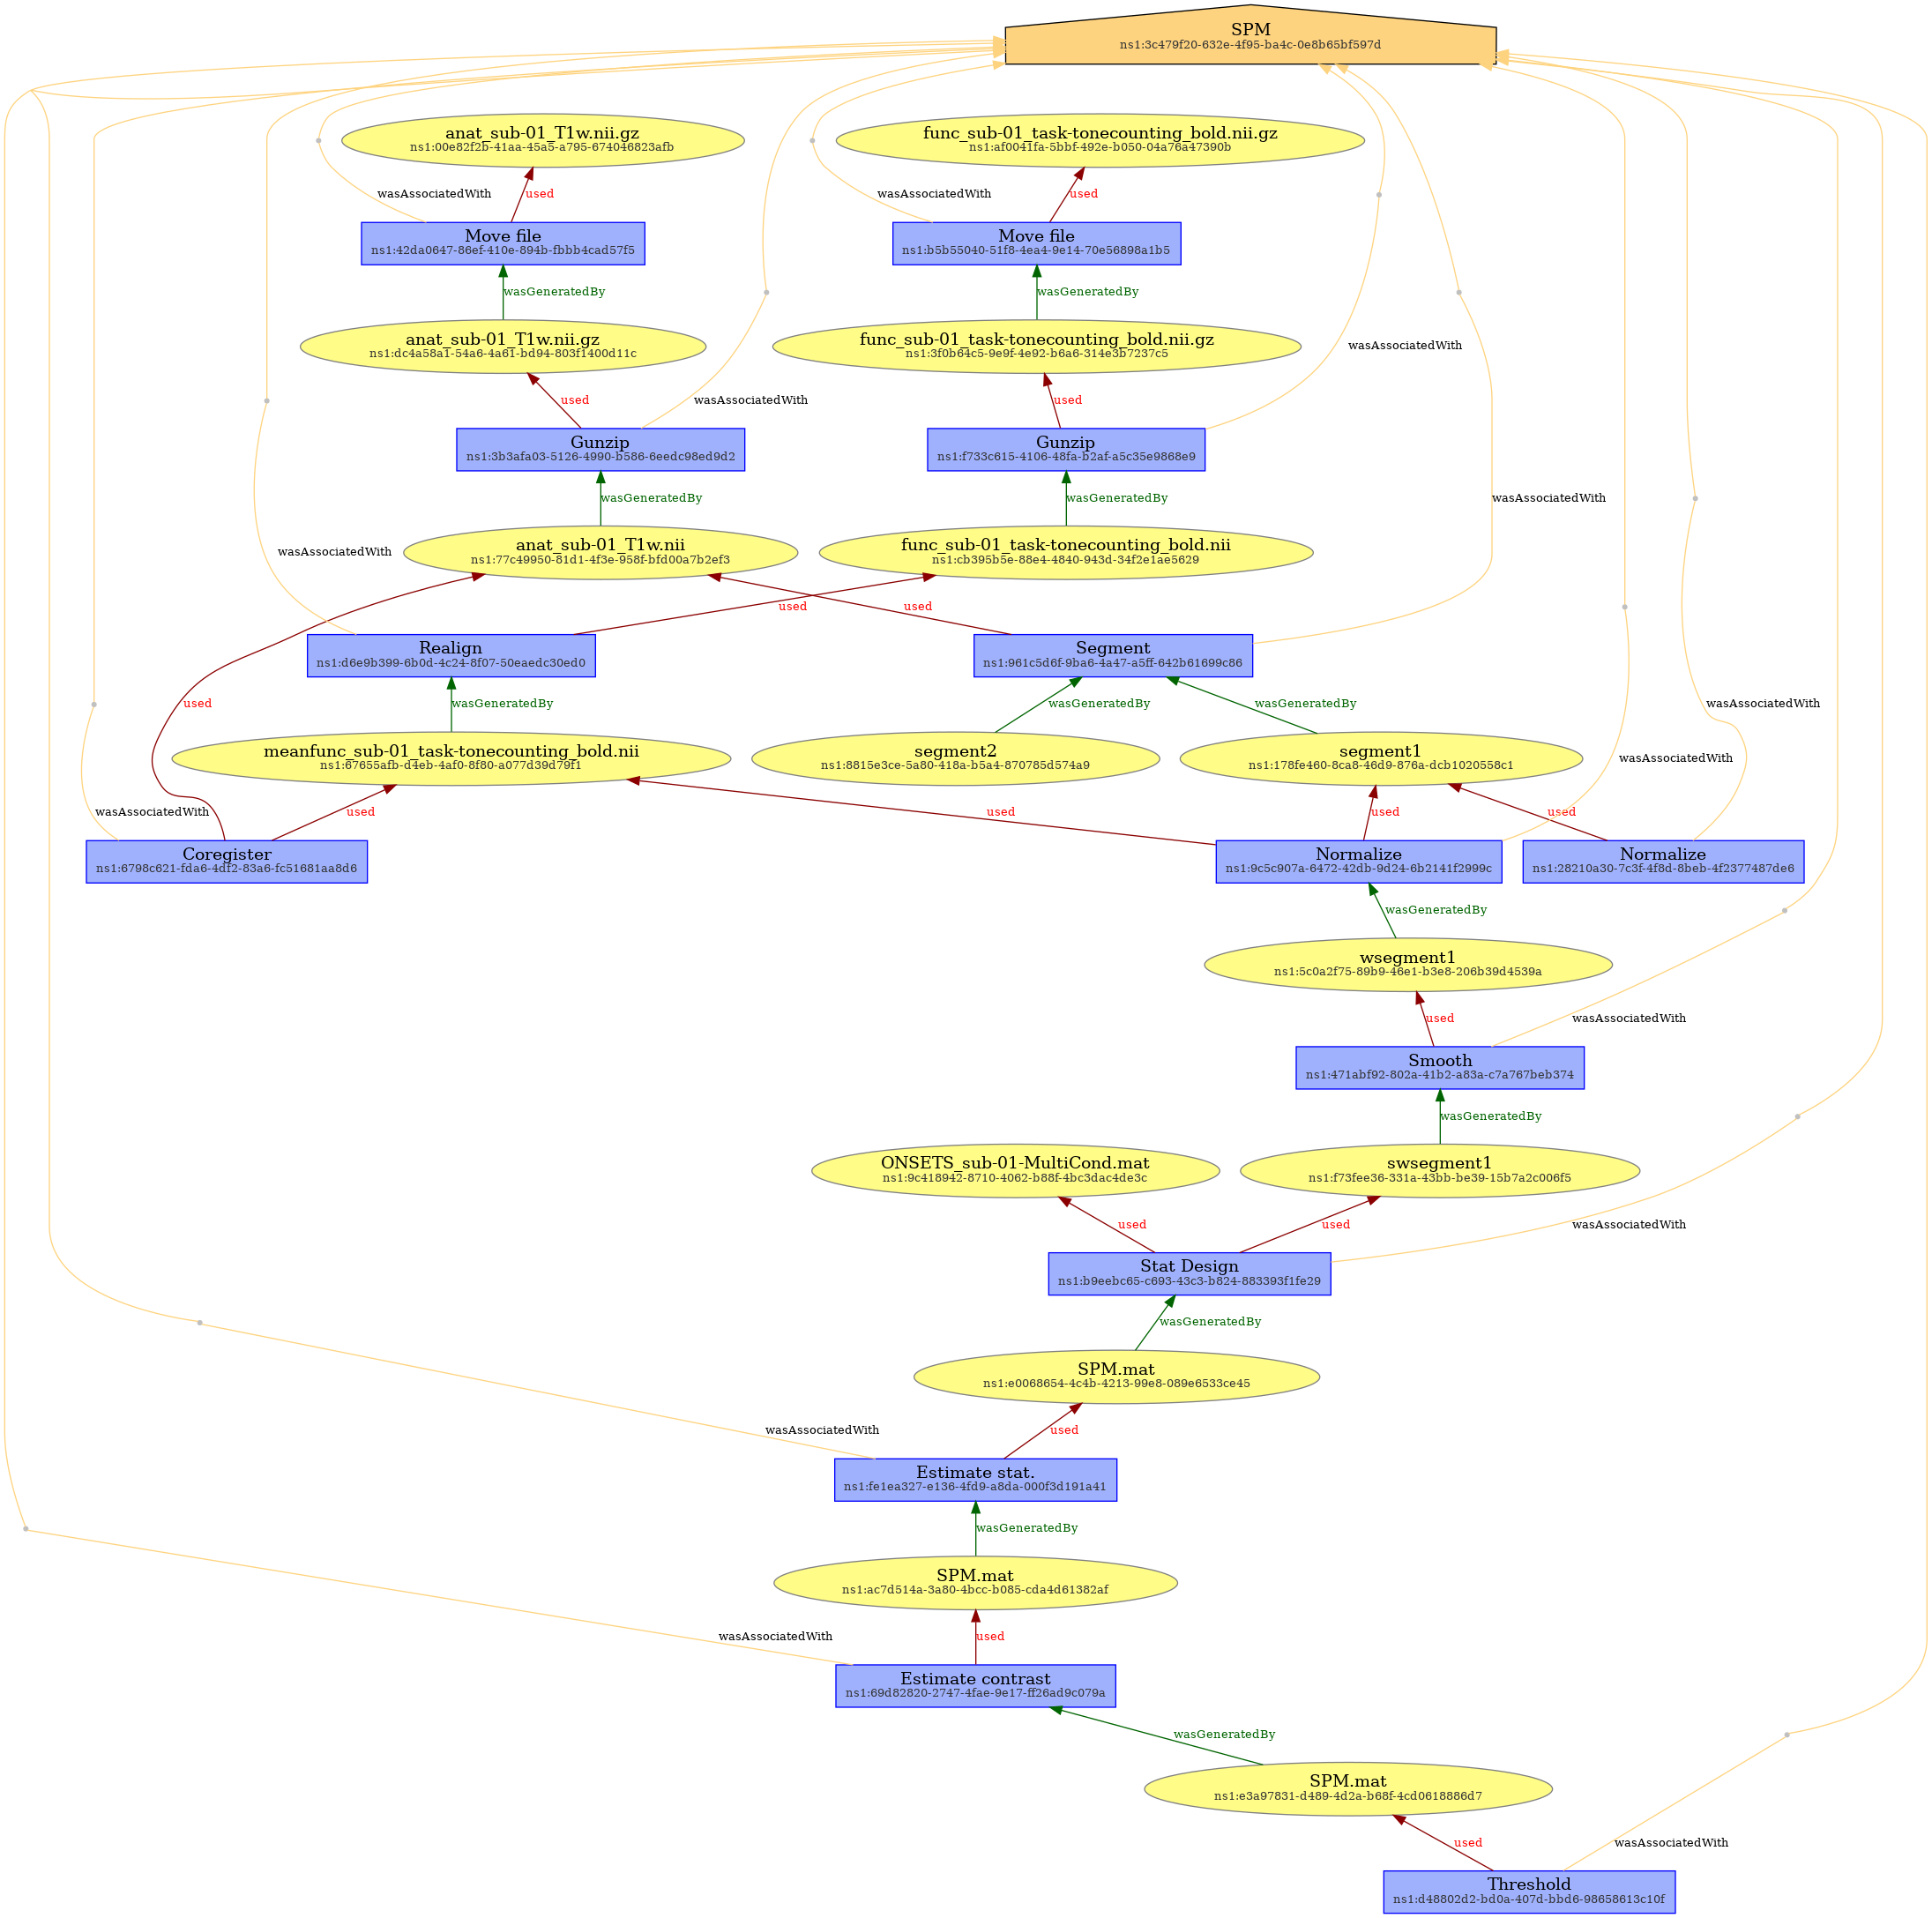 SPM
ns1:3c479f20-632e-4f95-ba4c-0e8b65bf597d
anat_sub-01_T1w.nii.gz
ns1:00e82f2b-41aa-45a5-a795-674046823afb
func_sub-01_task-tonecounting_bold.nii.gz
ns1:af0041fa-5bbf-492e-b050-04a76a47390b
wasAssociatedWith
used
wasAssociatedWith
used
Move file
ns1:42da0647-86ef-410e-894b-fbbb4cad57f5
Move file
ns1:b5b55040-51f8-4ea4-9e14-70e56898a1b5
wasGeneratedBy
wasGeneratedBy
anat_sub-01_T1w.nii.gz
ns1:dc4a58a1-54a6-4a61-bd94-803f1400d11c
func_sub-01_task-tonecounting_bold.nii.gz
ns1:3f0b64c5-9e9f-4e92-b6a6-314e3b7237c5
wasAssociatedWith
used
wasAssociatedWith
used
Gunzip
ns1:3b3afa03-5126-4990-b586-6eedc98ed9d2
Gunzip
ns1:f733c615-4106-48fa-b2af-a5c35e9868e9
wasGeneratedBy
wasGeneratedBy
wasAssociatedWith
anat_sub-01_T1w.nii
ns1:77c49950-81d1-4f3e-958f-bfd00a7b2ef3
func_sub-01_task-tonecounting_bold.nii
ns1:cb395b5e-88e4-4840-943d-34f2e1ae5629
wasAssociatedWith
used
used
Realign
ns1:d6e9b399-6b0d-4c24-8f07-50eaedc30ed0
Segment
ns1:961c5d6f-9ba6-4a47-a5ff-642b61699c86
used
wasGeneratedBy
wasGeneratedBy
wasGeneratedBy
wasAssociatedWith
meanfunc_sub-01_task-tonecounting_bold.nii
ns1:67655afb-d4eb-4af0-8f80-a077d39d79f1
segment2
ns1:8815e3ce-5a80-418a-b5a4-870785d574a9
segment1
ns1:178fe460-8ca8-46d9-876a-dcb1020558c1
wasAssociatedWith
wasAssociatedWith
used
used
used
used
Coregister
ns1:6798c621-fda6-4df2-83a6-fc51681aa8d6
Normalize
ns1:9c5c907a-6472-42db-9d24-6b2141f2999c
Normalize
ns1:28210a30-7c3f-4f8d-8beb-4f2377487de6
wasGeneratedBy
wsegment1
ns1:5c0a2f75-89b9-46e1-b3e8-206b39d4539a
used
wasAssociatedWith
Smooth
ns1:471abf92-802a-41b2-a83a-c7a767beb374
wasGeneratedBy
ONSETS_sub-01-MultiCond.mat
ns1:9c418942-8710-4062-b88f-4bc3dac4de3c
swsegment1
ns1:f73fee36-331a-43bb-be39-15b7a2c006f5
used
used
wasAssociatedWith
Stat Design
ns1:b9eebc65-c693-43c3-b824-883393f1fe29
wasGeneratedBy
SPM.mat
ns1:e0068654-4c4b-4213-99e8-089e6533ce45
wasAssociatedWith
used
Estimate stat.
ns1:fe1ea327-e136-4fd9-a8da-000f3d191a41
wasGeneratedBy
SPM.mat
ns1:ac7d514a-3a80-4bcc-b085-cda4d61382af
wasAssociatedWith
used
Estimate contrast
ns1:69d82820-2747-4fae-9e17-ff26ad9c079a
wasGeneratedBy
SPM.mat
ns1:e3a97831-d489-4d2a-b68f-4cd0618886d7
used
wasAssociatedWith
Threshold
ns1:d48802d2-bd0a-407d-bbd6-98658613c10f